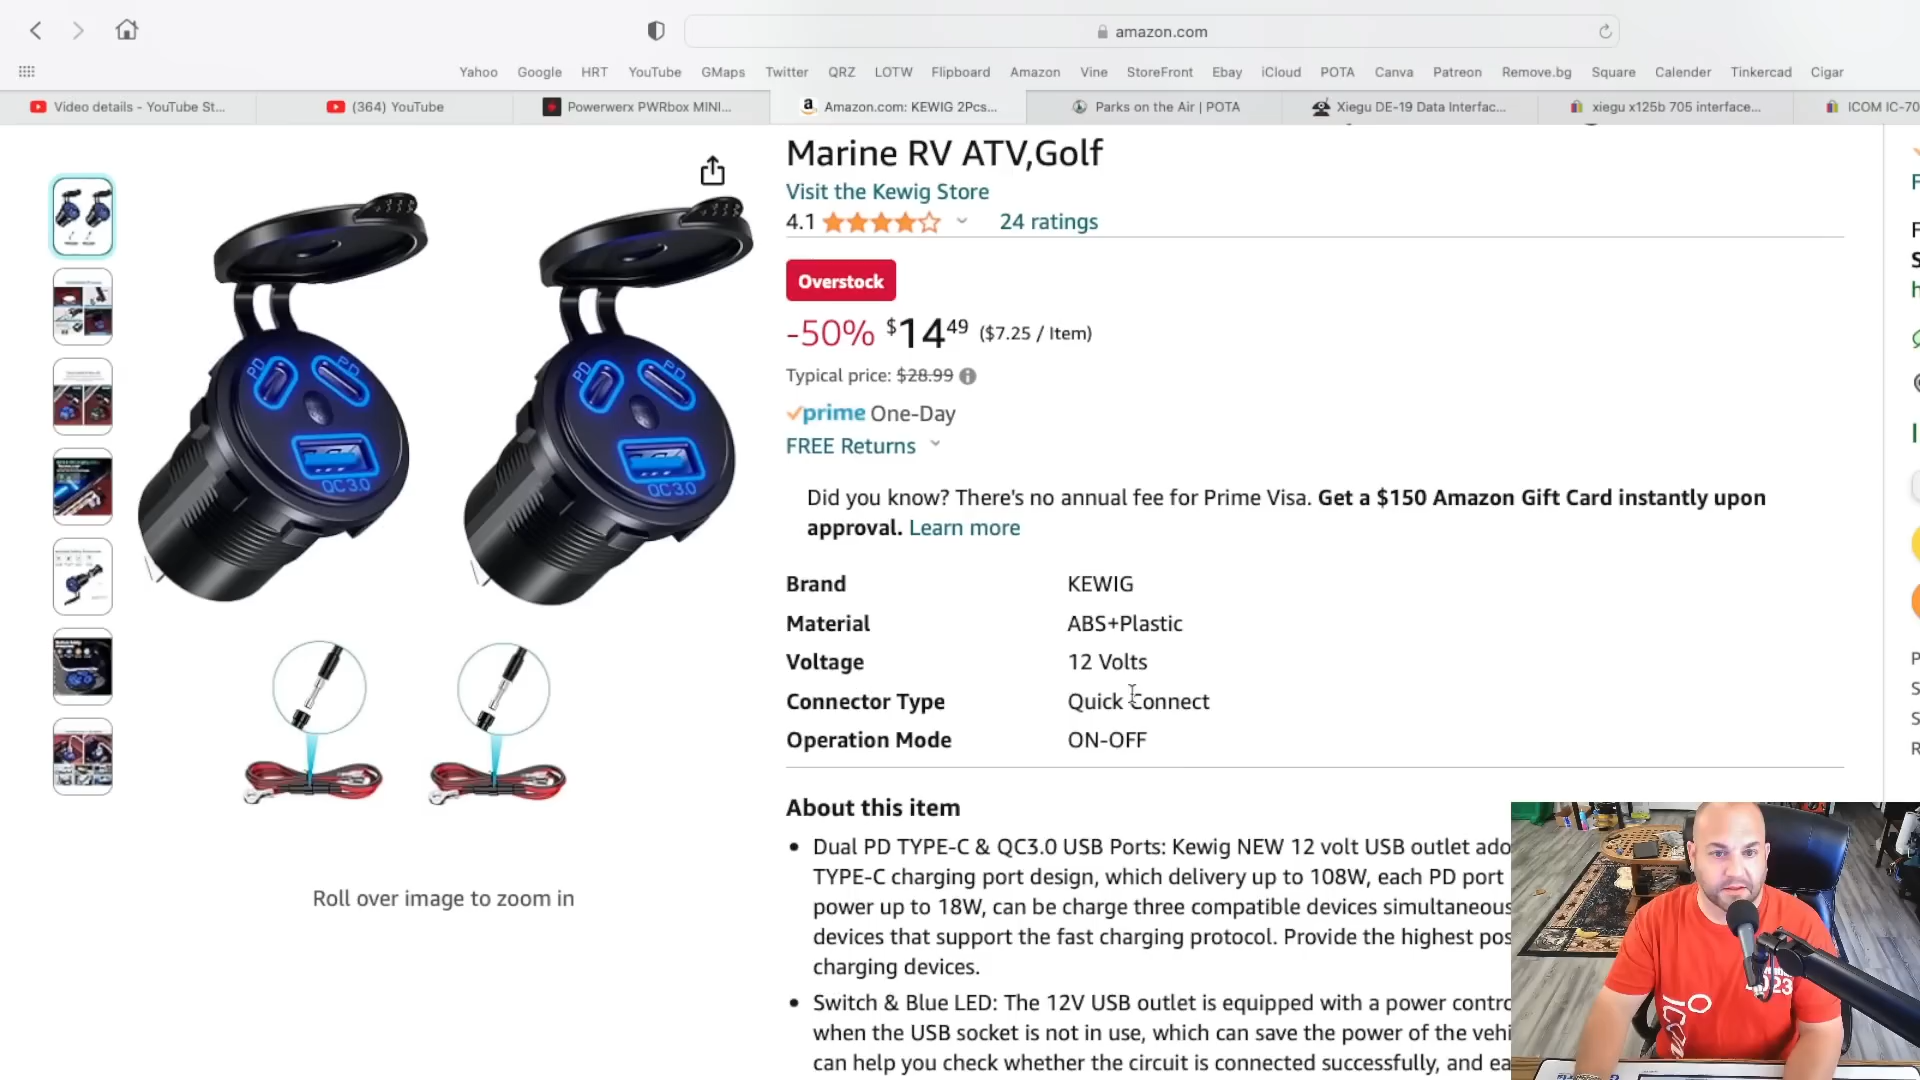 amazon.com
Yahoo Google HRT YouTube GMaps Twitter QRZ LOTW Flipboard Amazon Vine StoreFront Ebay iCloud POTA Canva Patreon Remove.bg Square Calender Tinkercad Cigar
Video details - YouTube St... (364) YouTube Powerwerx PWRbox MINI... Amazon.com: KEWIG 2Pcs... Parks on the Air | POTA Xiegu DE-19 Data Interfac... xiegu x125b 705 interface... ICOM IC-70
Marine RV ATV,Golf
Visit the Kewig Store
4.1 24 ratings
Overstock
-50% $14 49 ($7.25 / Item)
Typical price: $28.99
prime One-Day
FREE Returns
Did you know? There's no annual fee for Prime Visa. Get a $150 Amazon Gift Card instantly upon
approval. Learn more
Brand KEWIG
Material ABS+Plastic
Voltage 12 Volts
Connector Type Quick Connect
Operation Mode ON-OFF
About this item
• Dual PD TYPE-C & QC3.0 USB Ports: Kewig NEW 12 volt USB outlet ado
TYPE-C charging port design, which delivery up to 108W, each PD port
power up to 18W, can be charge three compatible devices simultaneous
devices that support the fast charging protocol. Provide the highest pos
charging devices.
• Switch & Blue LED: The 12V USB outlet is equipped with a power contro
when the USB socket is not in use, which can save the power of the vehi
can help you check whether the circuit is connected successfully, and ea
PD PD
QC3.0
PD PD
QC3.0
Roll over image to zoom in